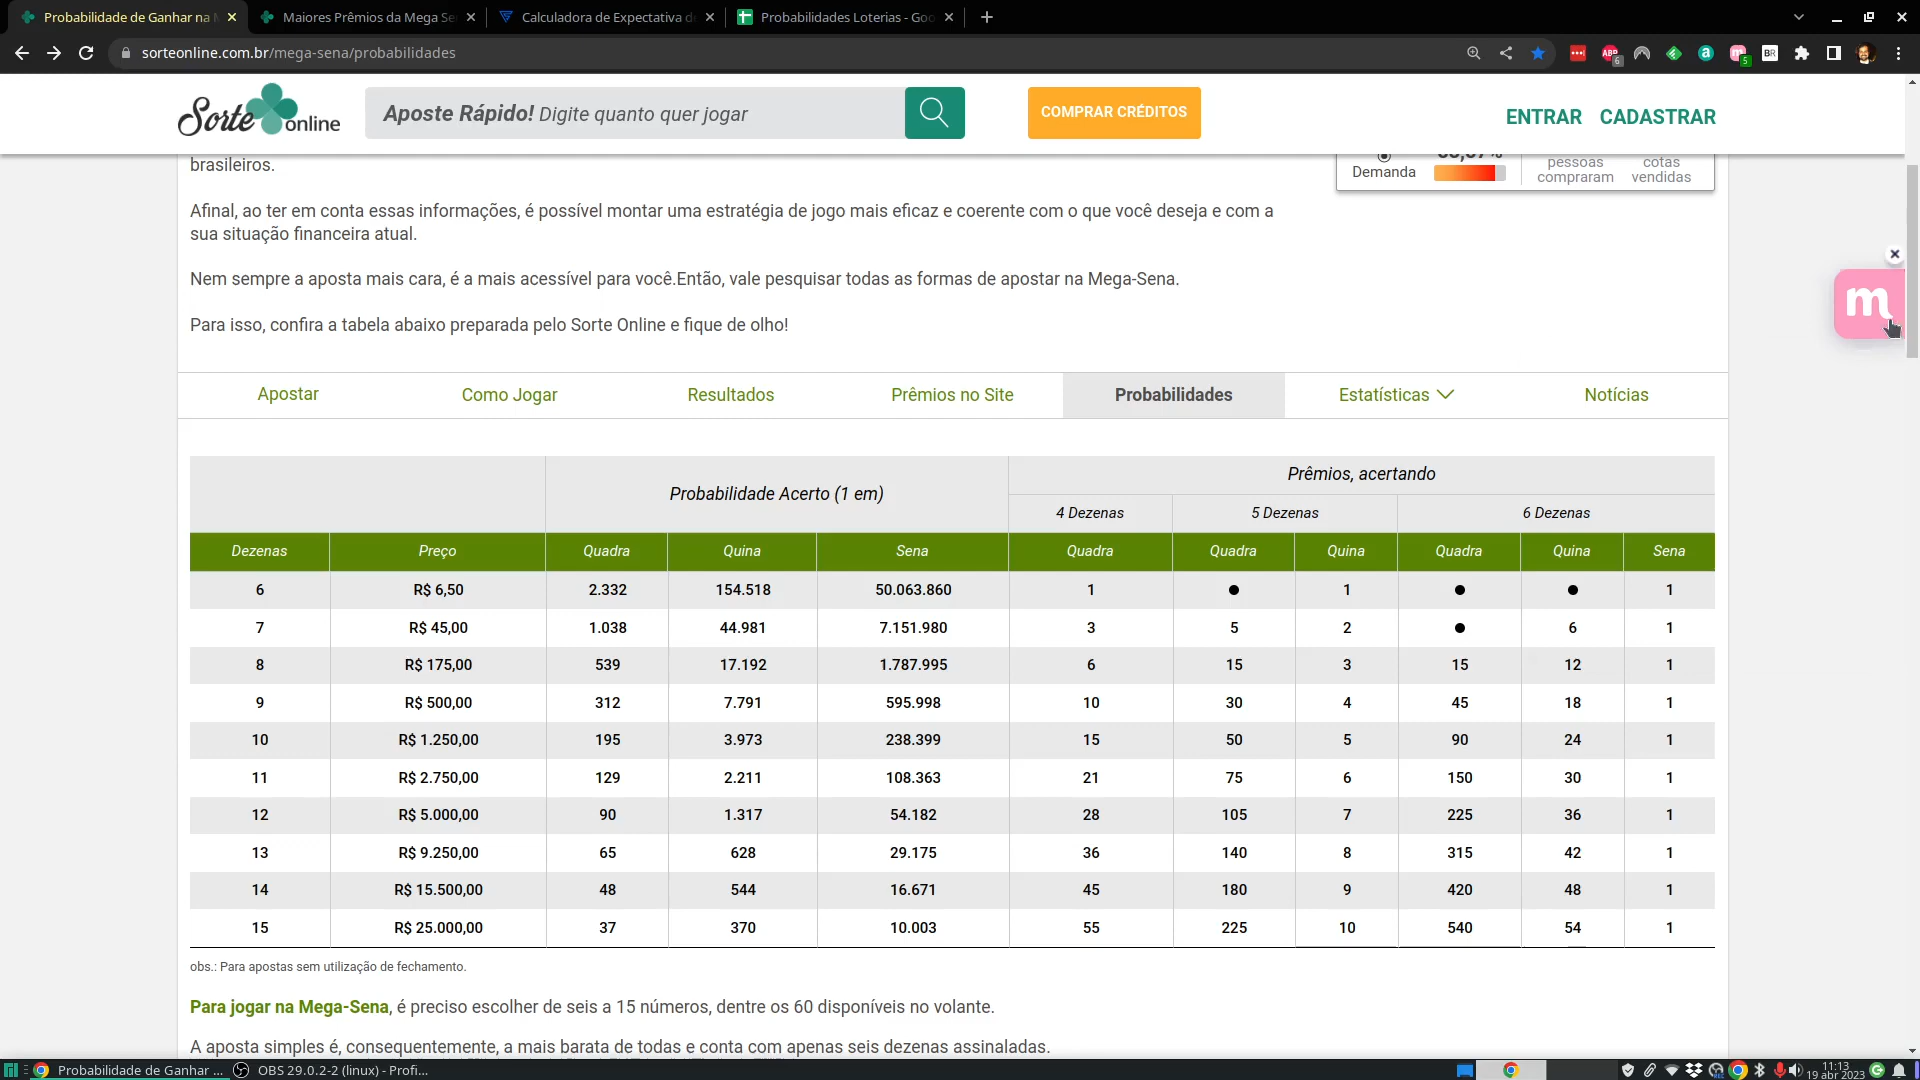 Probabilidade de Ganhar na M
Maiores Prêmios da Mega Se
Calculadora de Expectativa d
Probabilidades Loterias - Goo
sorteonline.com.br/mega-sena/probabilidades
ABP
6
a
m
5
BR
Sorte online
Aposte Rápido! Digite quanto quer jogar
COMPRAR CRÉDITOS
ENTRAR CADASTRAR
brasileiros.
Demanda
pessoas compraram
cotas vendidas
Afinal, ao ter em conta essas informações, é possível montar uma estratégia de jogo mais eficaz e coerente com o que você deseja e com a
sua situação financeira atual.
Nem sempre a aposta mais cara, é a mais acessível para você.Então, vale pesquisar todas as formas de apostar na Mega-Sena.
Para isso, confira a tabela abaixo preparada pelo Sorte Online e fique de olho!
m
Apostar Como Jogar Resultados Prêmios no Site Probabilidades Estatísticas Notícias
Probabilidade Acerto (1 em) Prêmios, acertando
4 Dezenas 5 Dezenas 6 Dezenas
Dezenas Preço Quadra Quina Sena Quadra Quadra Quina Quadra Quina Sena
6 R$ 6,50 2.332 154.518 50.063.860 1 ● 1 ● ● 1
7 R$ 45,00 1.038 44.981 7.151.980 3 5 2 ● 6 1
8 R$ 175,00 539 17.192 1.787.995 6 15 3 15 12 1
9 R$ 500,00 312 7.791 595.998 10 30 4 45 18 1
10 R$ 1.250,00 195 3.973 238.399 15 50 5 90 24 1
11 R$ 2.750,00 129 2.211 108.363 21 75 6 150 30 1
12 R$ 5.000,00 90 1.317 54.182 28 105 7 225 36 1
13 R$ 9.250,00 65 628 29.175 36 140 8 315 42 1
14 R$ 15.500,00 48 544 16.671 45 180 9 420 48 1
15 R$ 25.000,00 37 370 10.003 55 225 10 540 54 1
obs.: Para apostas sem utilização de fechamento.
Para jogar na Mega-Sena, é preciso escolher de seis a 15 números, dentre os 60 disponíveis no volante.
A aposta simples é, consequentemente, a mais barata de todas e conta com apenas seis dezenas assinaladas.
Probabilidade de Ganhar ...
OBS 29.0.2-2 (linux) - Profi...
11:13
19 abr 2023